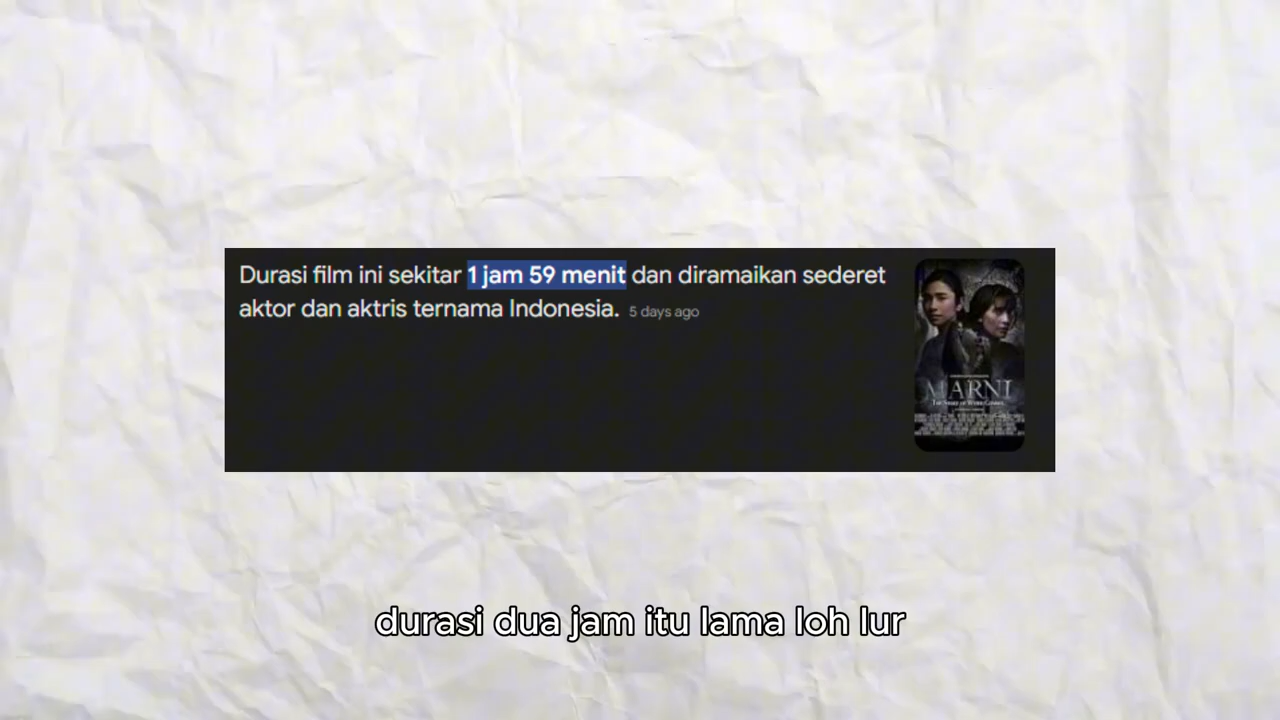 Durasi film ini sekitar 1 jam 59 menit dan diramaikan sederet
aktor dan aktris ternama Indonesia. 5 days ago
MARNI
durasi dua jam itu lama loh lur